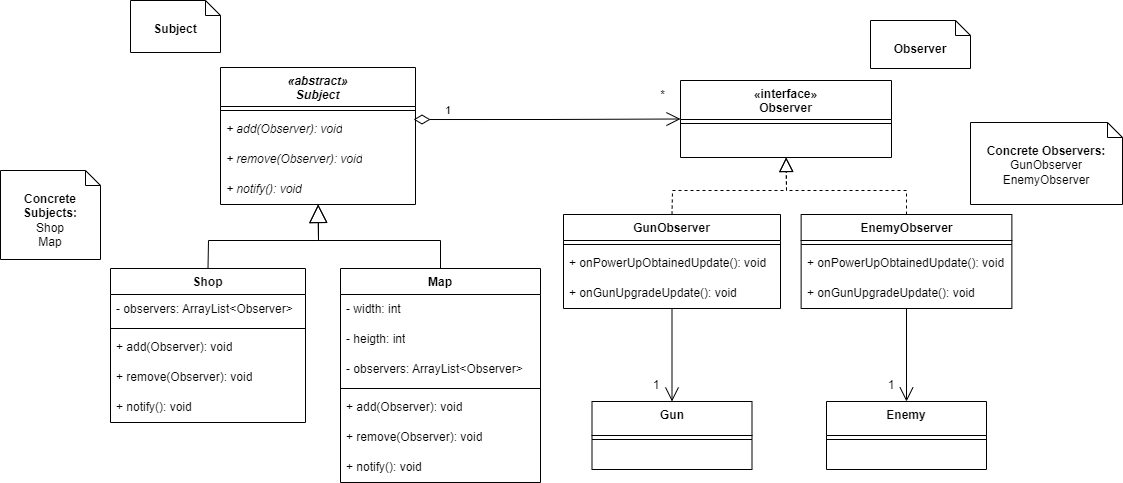 Subject
Observer
«abstract»
Subject
+ add(Observer): void
+ remove(Observer): void
+ notify(): void
1
*
«interface»
Observer
Concrete Observers:
GunObserver
EnemyObserver
Concrete
Subjects:
Shop
Map
GunObserver
+ onPowerUpObtainedUpdate(): void
+ onGunUpgradeUpdate(): void
EnemyObserver
+ onPowerUpObtainedUpdate(): void
+ onGunUpgradeUpdate(): void
Shop
- observers: ArrayList<Observer>
+ add(Observer): void
+ remove(Observer): void
+ notify(): void
Map
- width: int
- heigth: int
- observers: ArrayList<Observer>
+ add(Observer): void
+ remove(Observer): void
+ notify(): void
1
Gun
1
Enemy